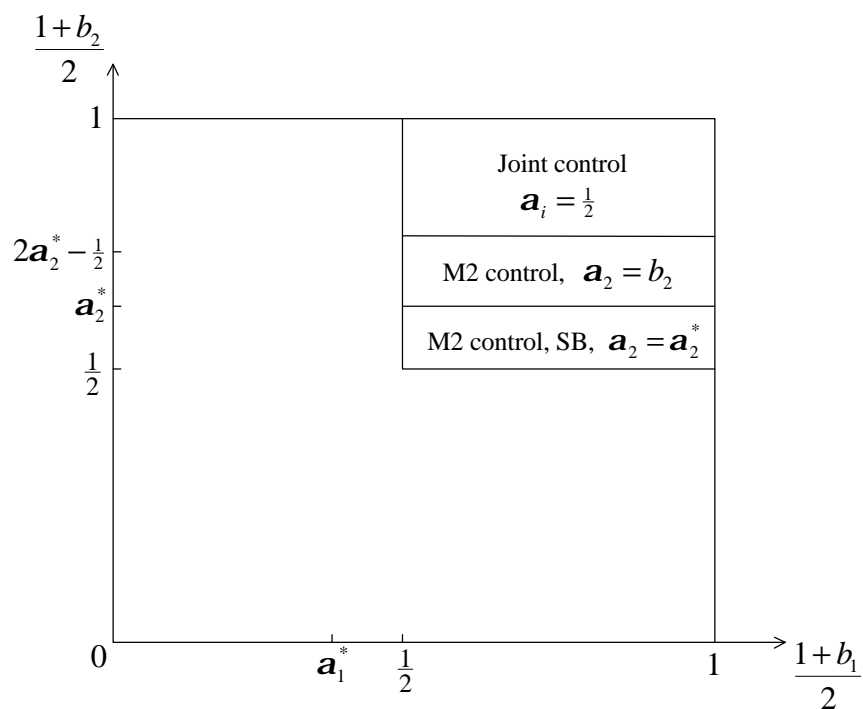 (1+b₂)/2
1
Joint control
aᵢ = ½
2a₂* − ½
M2 control, a₂ = b₂
a₂*
M2 control, SB, a₂ = a₂*
1/2
0
a₁*
1/2
1
(1+b₁)/2